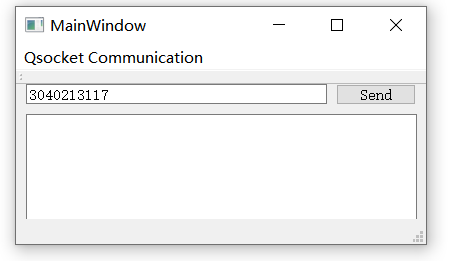 MainWindow
Qsocket Communication
3040213117
Send